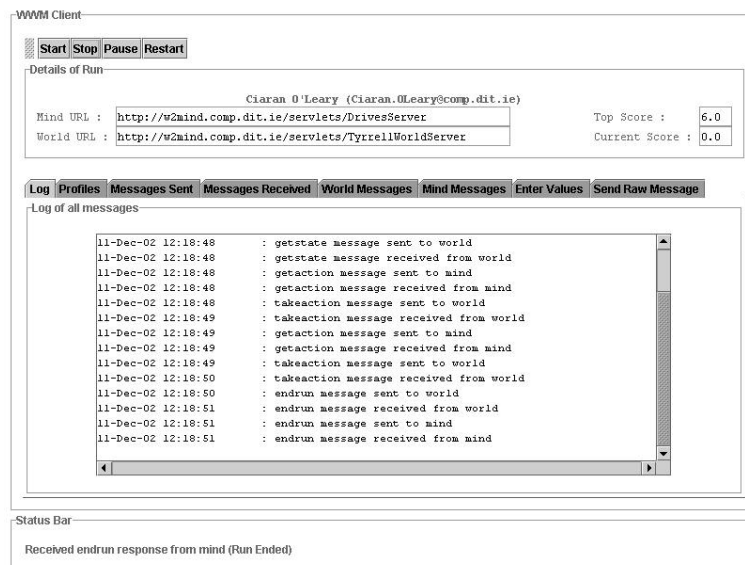 WWM Client
Start Stop Pause Restart
Details of Run
Ciaran O'Leary (Ciaran.OLeary@comp.dit.ie)
Mind URL : http://w2mind.comp.dit.ie/servlets/DrivesServer Top Score : 6.0
World URL : http://w2mind.comp.dit.ie/servlets/TyrrellWorldServer Current Score : 0.0
Log Profiles Messages Sent Messages Received World Messages Mind Messages Enter Values Send Raw Message
Log of all messages
11-Dec-02 12:18:48 : getstate message sent to world
11-Dec-02 12:18:48 : getstate message received from world
11-Dec-02 12:18:48 : getaction message sent to mind
11-Dec-02 12:18:48 : getaction message received from mind
11-Dec-02 12:18:48 : takeaction message sent to world
11-Dec-02 12:18:49 : takeaction message received from world
11-Dec-02 12:18:49 : getaction message sent to mind
11-Dec-02 12:18:49 : getaction message received from mind
11-Dec-02 12:18:49 : takeaction message sent to world
11-Dec-02 12:18:50 : takeaction message received from world
11-Dec-02 12:18:50 : endrun message sent to world
11-Dec-02 12:18:51 : endrun message received from world
11-Dec-02 12:18:51 : endrun message sent to mind
11-Dec-02 12:18:51 : endrun message received from mind
Status Bar
Received endrun response from mind (Run Ended)